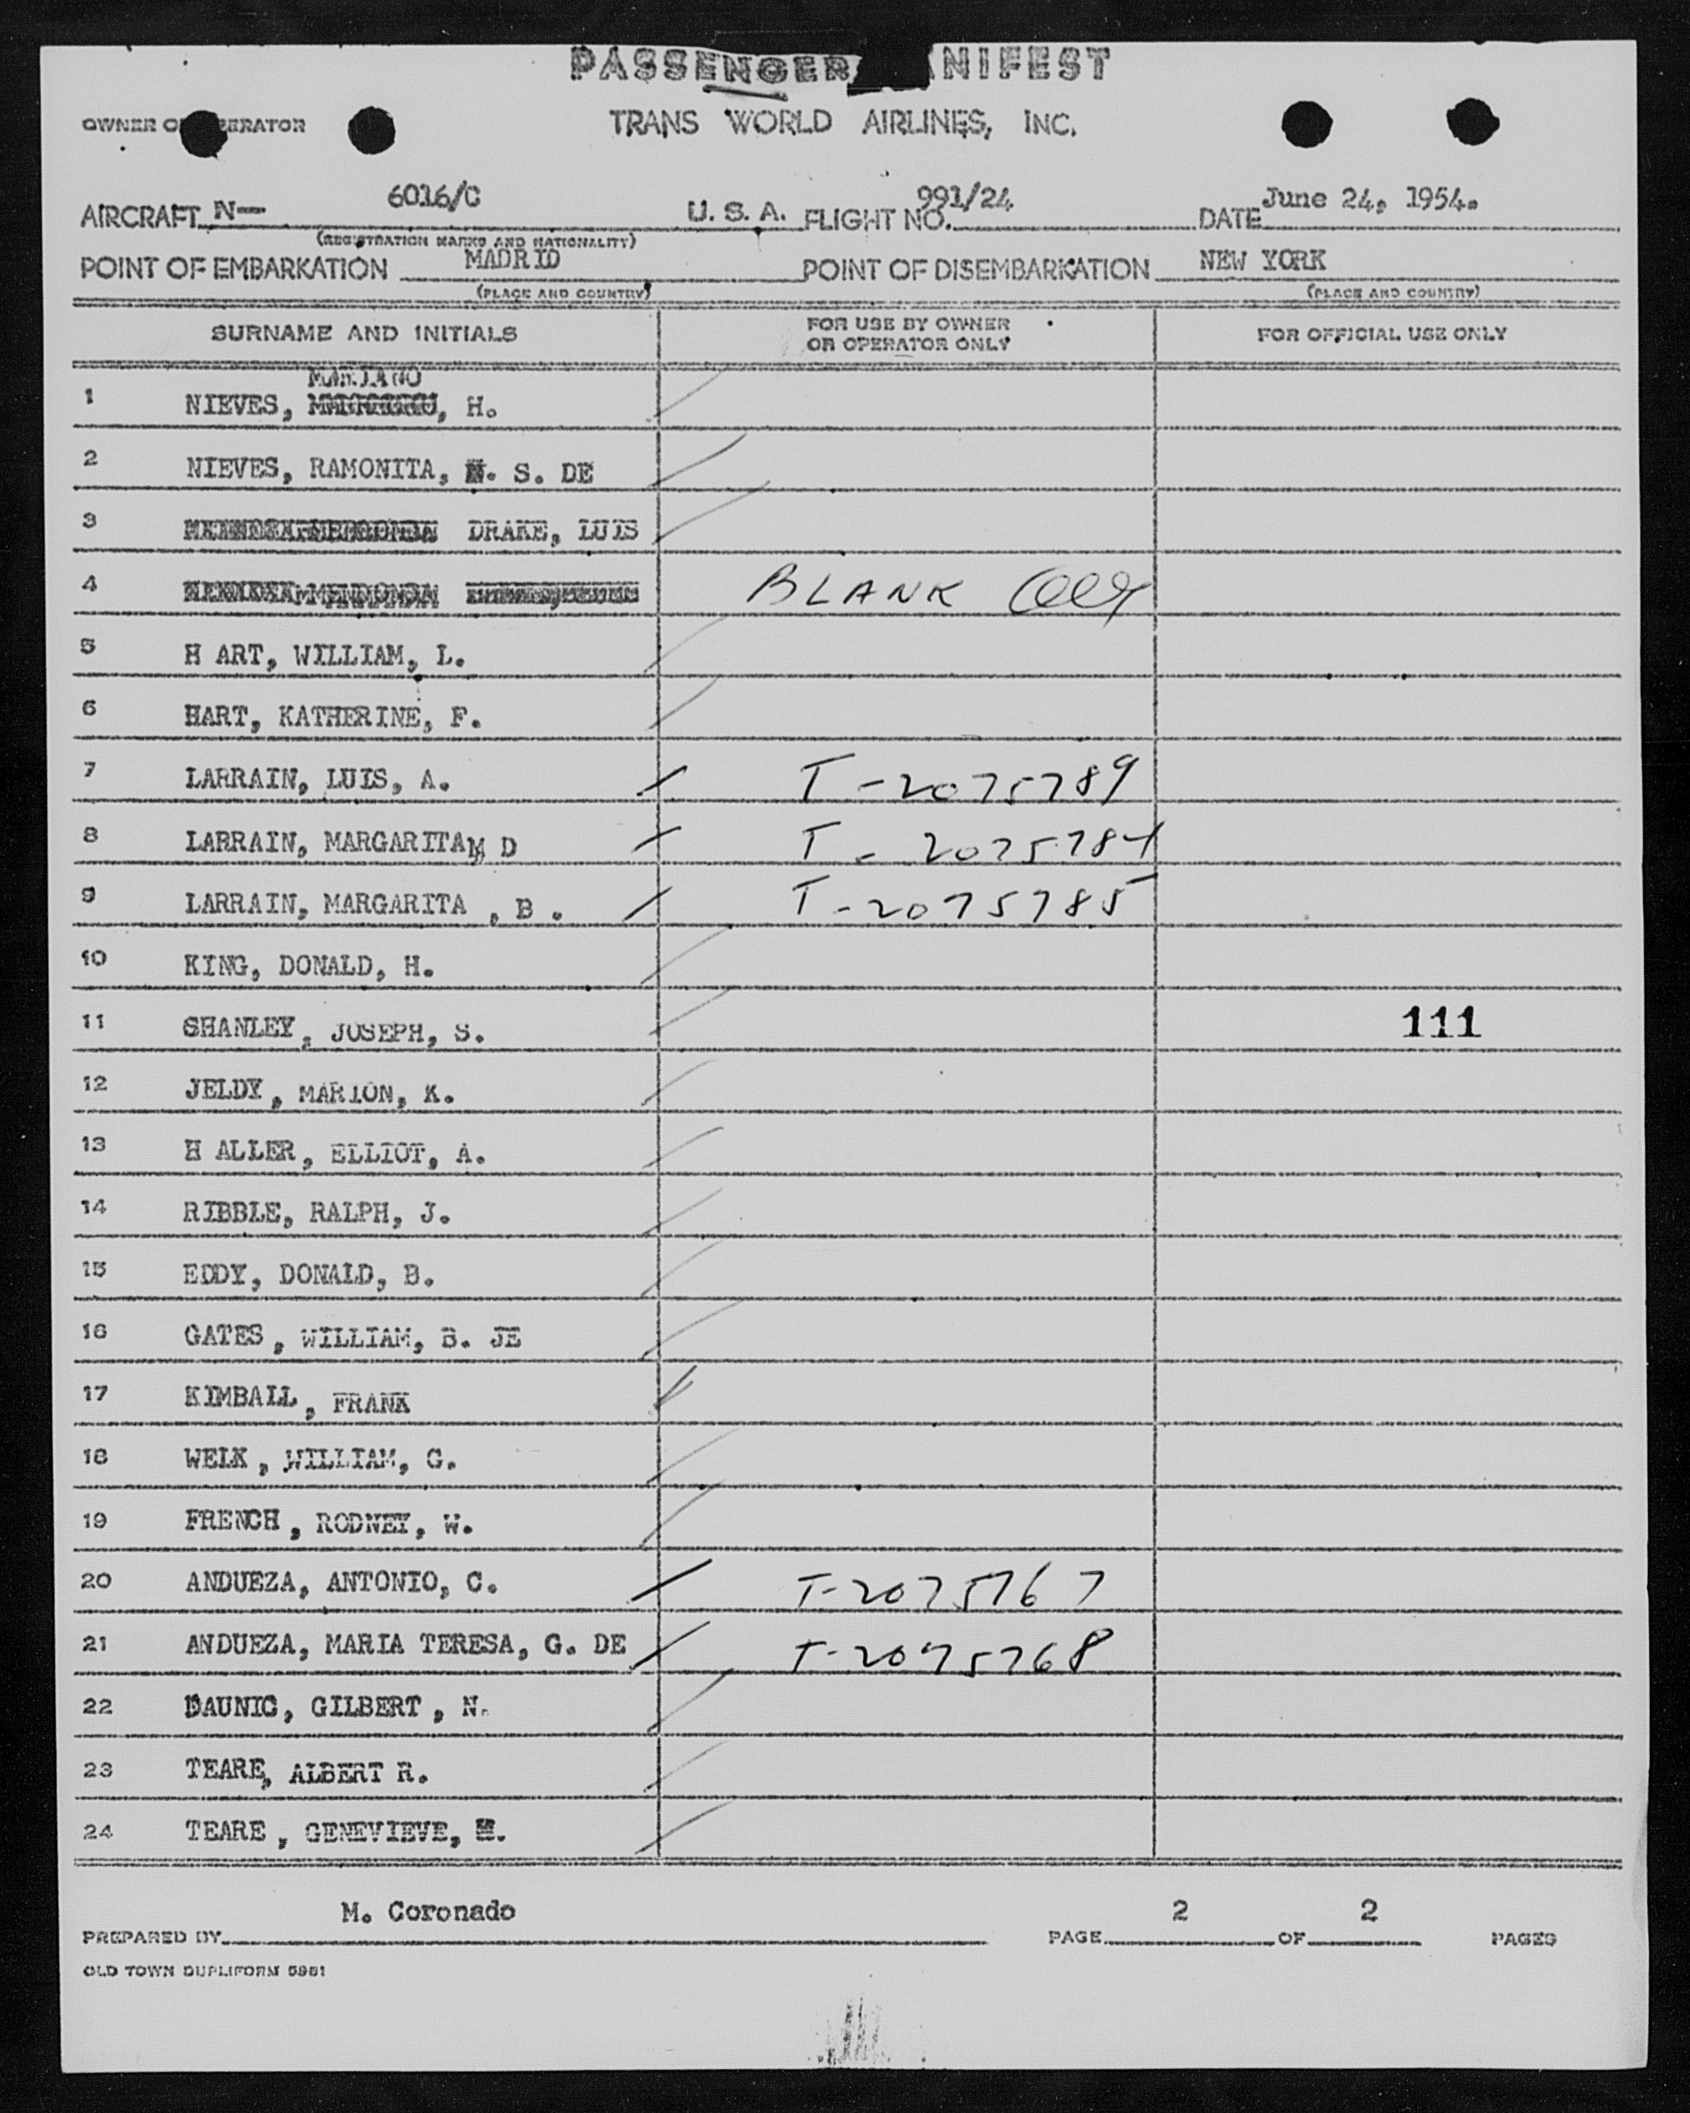 PASSENGER MANIFEST
OWNER OR OPERATOR TRANS WORLD AIRLINES, INC.
AIRCRAFT N- 6016/C U. S. A. FLIGHT NO. 991/24 DATE June 24, 1954.
(REGISTRATION MARKS AND NATIONALITY)
POINT OF EMBARKATION MADRID POINT OF DISEMBARKATION NEW YORK
(PLACE AND COUNTRY) (PLACE AND COUNTRY)
SURNAME AND INITIALS FOR USE BY OWNER OR OPERATOR ONLY FOR OFFICIAL USE ONLY
MARIANO
1 NIEVES, , H.
2 NIEVES, RAMONITA, . S. DE
3 DRAKE, LUIS
4 BLANK
5 H ART, WILLIAM, L.
6 HART, KATHERINE, F.
7 LARRAIN, LUIS, A. T-2075789
8 LARRAIN, MARGARITA, M D T-2075784
9 LARRAIN, MARGARITA , B . T-2075785
10 KING, DONALD, H.
11 SHANLEY, JOSEPH, S. 111
12 JELDY, MARION, K.
13 H ALLER, ELLIOT, A.
14 RIBBLE, RALPH, J.
15 EDDY, DONALD, B.
16 GATES, WILLIAM, B. JE
17 KIMBALL, FRANK
18 WELK, WILLIAM, G.
19 FRENCH, RODNEY, W.
20 ANDUEZA, ANTONIO, C. T-2075767
21 ANDUEZA, MARIA TERESA, G. DE T-2075768
22 DAUNIC, GILBERT, N.
23 TEARE, ALBERT R.
24 TEARE, GENEVIEVE, M.
M. Coronado 2 2
PREPARED BY PAGE OF PAGES
OLD TOWN DUPLIFORM 5951